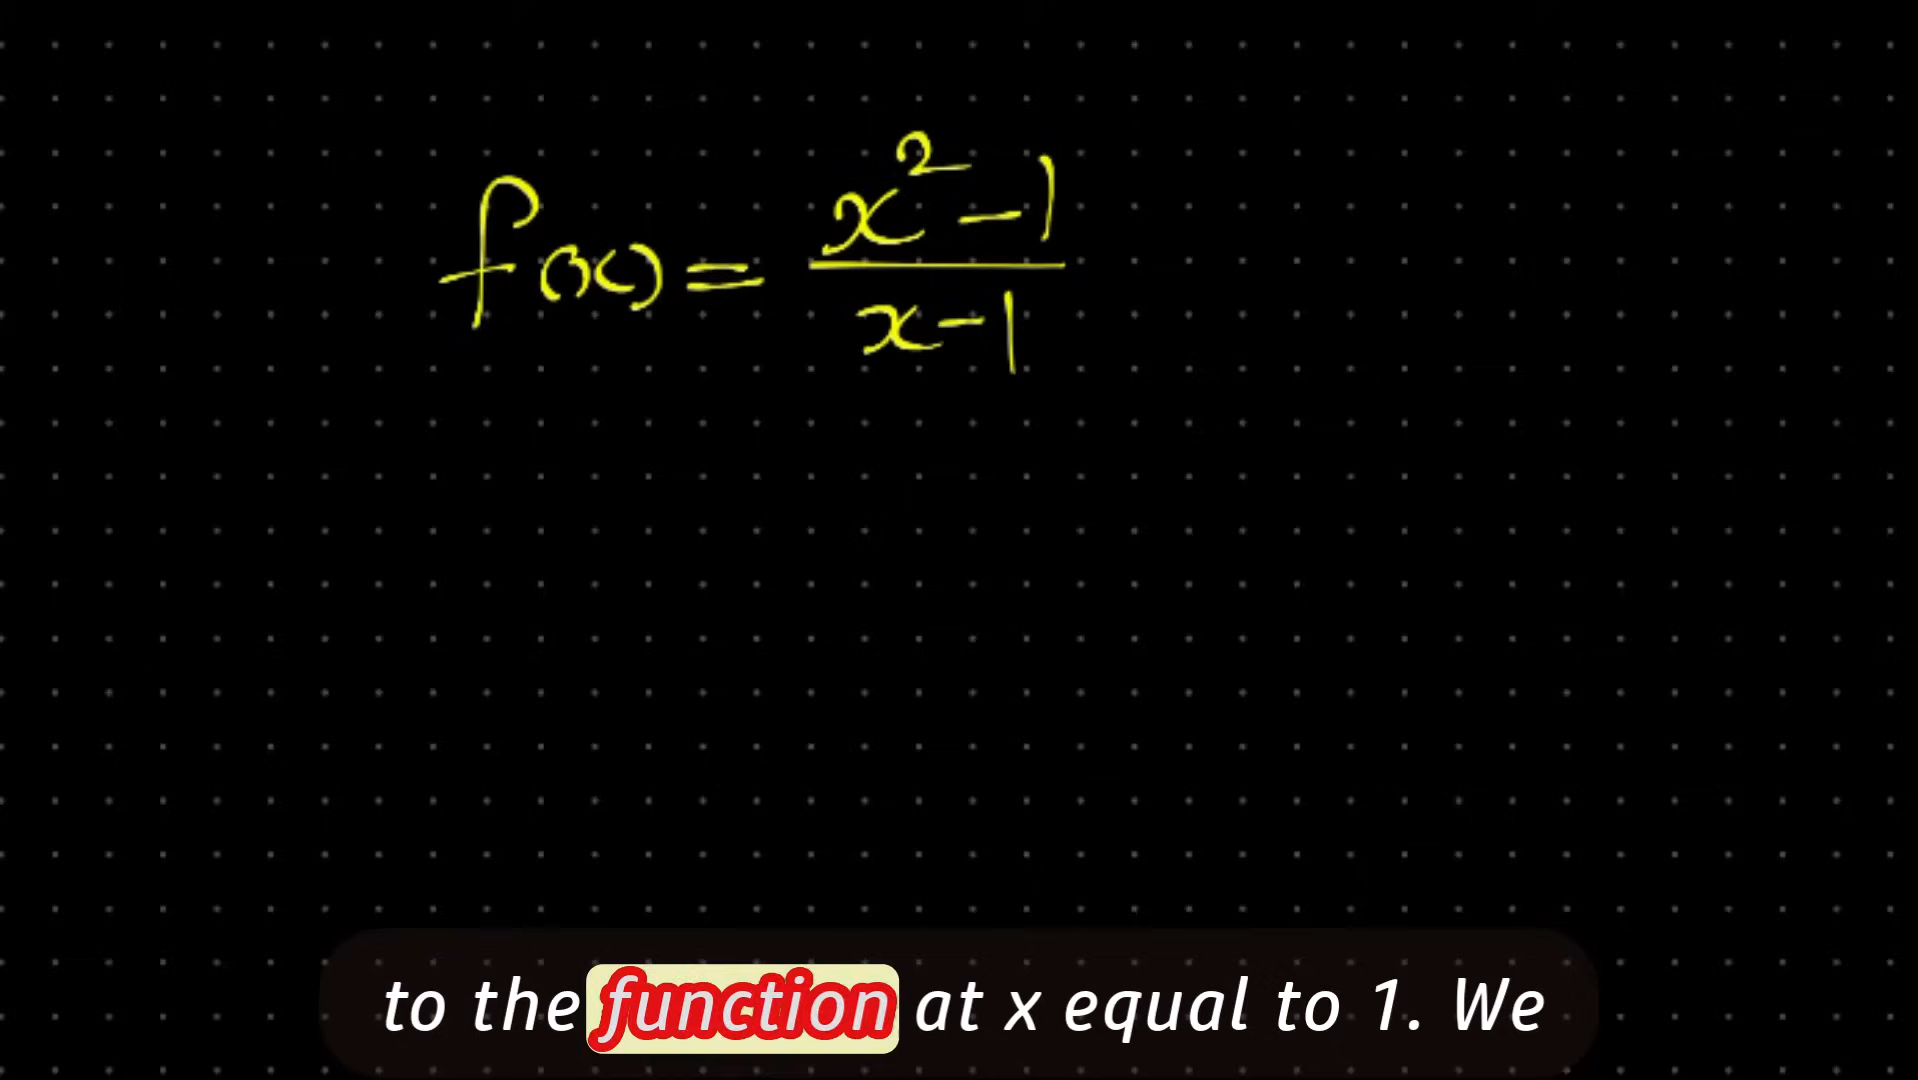 f(x) = x² - 1 / x - 1
to the function at x equal to 1. We